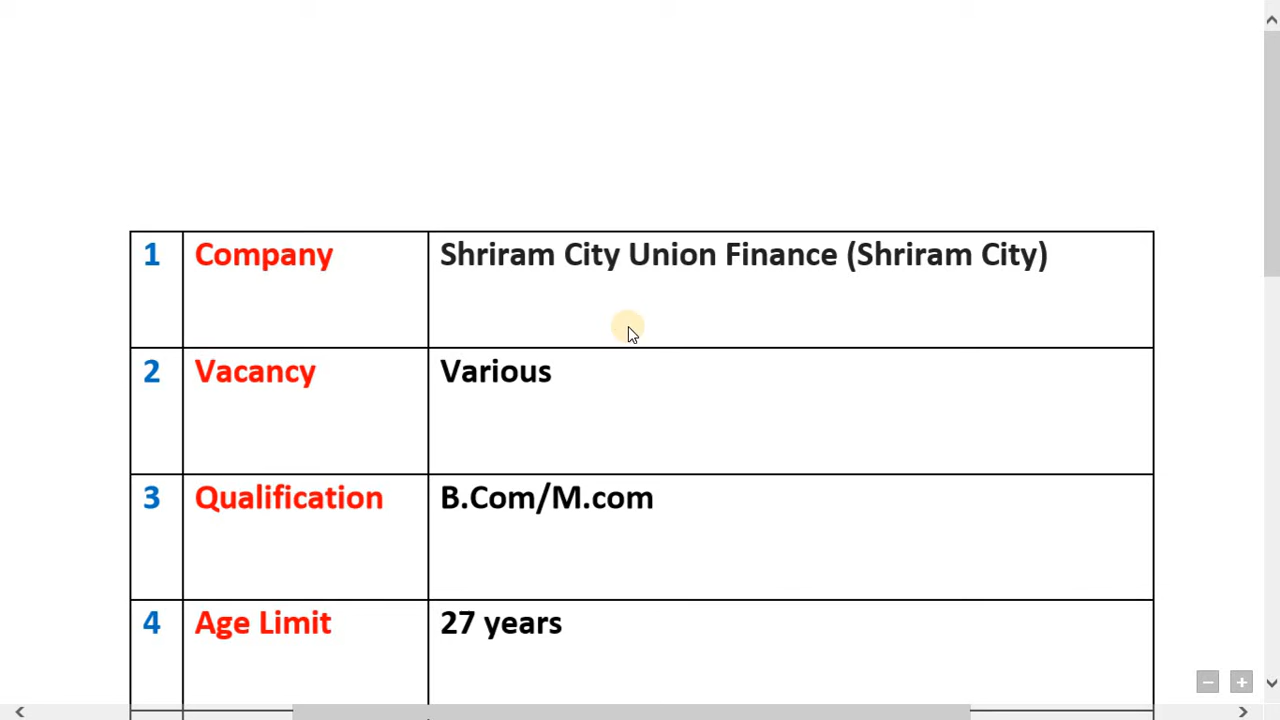 1 Company Shriram City Union Finance (Shriram City)
2 Vacancy Various
3 Qualification B.Com/M.com
4 Age Limit 27 years